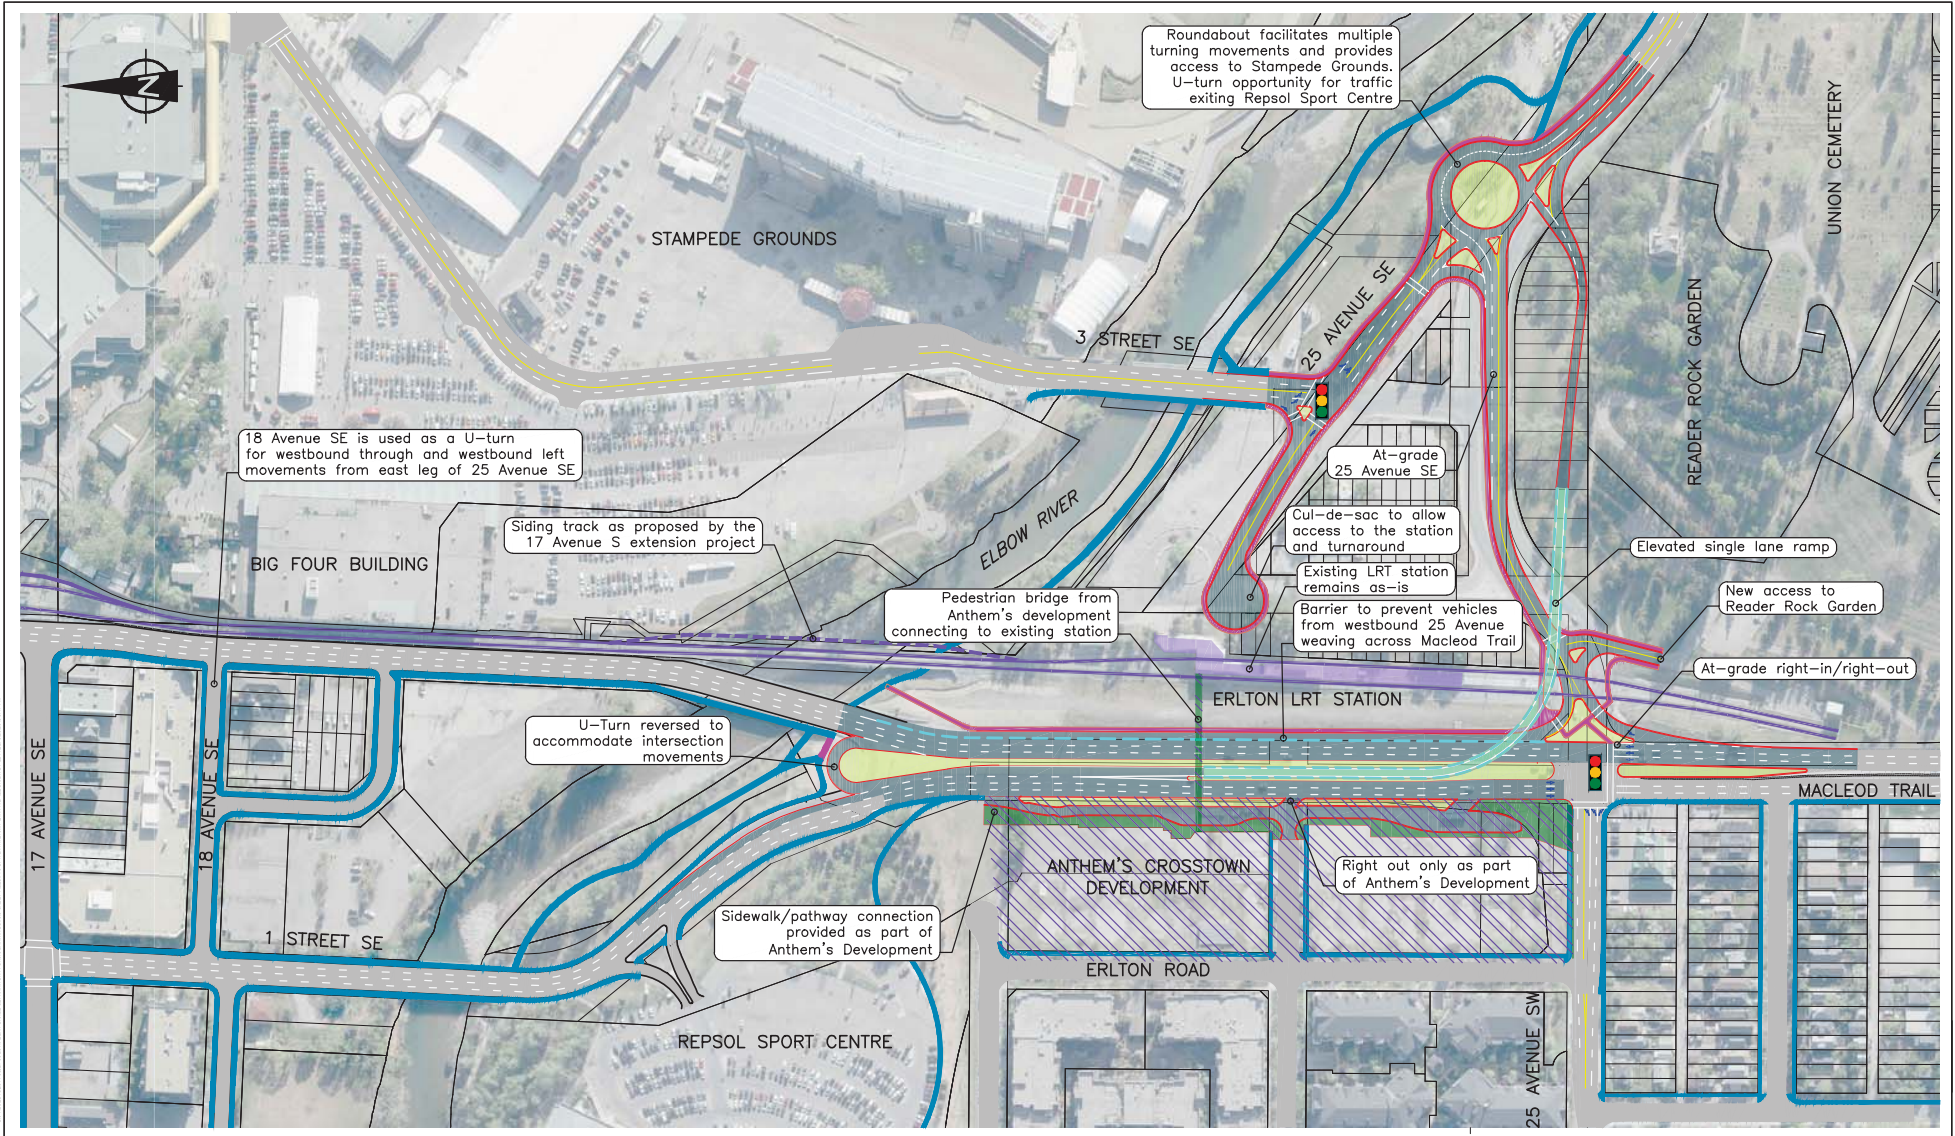 Roundabout facilitates multiple
turning movements and provides
access to Stampede Grounds.
U-turn opportunity for traffic
exiting Repsol Sport Centre
N
UNION CEMETERY
STAMPEDE GROUNDS
READER ROCK GARDEN
25 AVENUE SE
3 STREET SE
18 Avenue SE is used as a U-turn
for westbound through and westbound left
movements from east leg of 25 Avenue SE
At-grade
25 Avenue SE
Siding track as proposed by the
17 Avenue S extension project
ELBOW RIVER
Cul-de-sac to allow
access to the station
and turnaround
Elevated single lane ramp
BIG FOUR BUILDING
Existing LRT station
remains as-is
Pedestrian bridge from
Anthem's development
connecting to existing station
Barrier to prevent vehicles
from westbound 25 Avenue
weaving across Macleod Trail
New access to
Reader Rock Garden
At-grade right-in/right-out
ERLTON LRT STATION
U-Turn reversed to
accommodate intersection
movements
17 AVENUE SE
18 AVENUE SE
MACLEOD TRAIL
ANTHEM'S CROSSTOWN
DEVELOPMENT
Right out only as part
of Anthem's Development
Sidewalk/pathway connection
provided as part of
Anthem's Development
1 STREET SE
ERLTON ROAD
REPSOL SPORT CENTRE
25 AVENUE SW